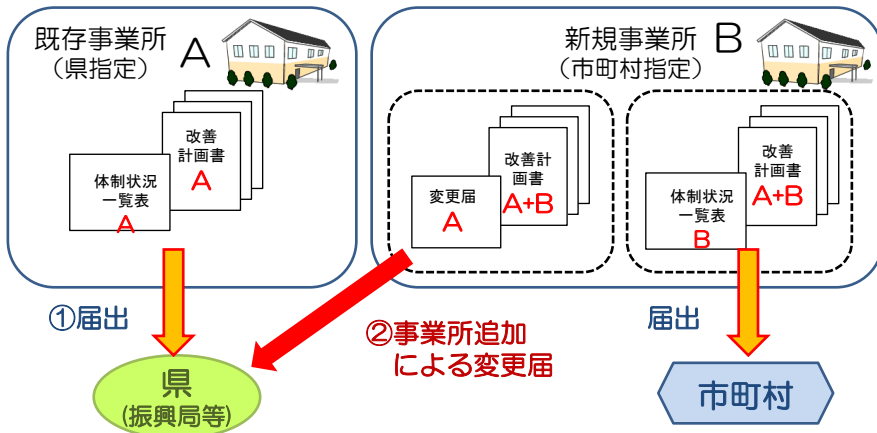 既存事業所
（県指定）
A
体制状況
一覧表
A
改善
計画書
A
新規事業所
（市町村指定）
B
変更届
A
改善計
画書
A+B
体制状況
一覧表
B
改善
計画書
A+B
①届出
②事業所追加
による変更届
届出
県
(振興局等)
市町村